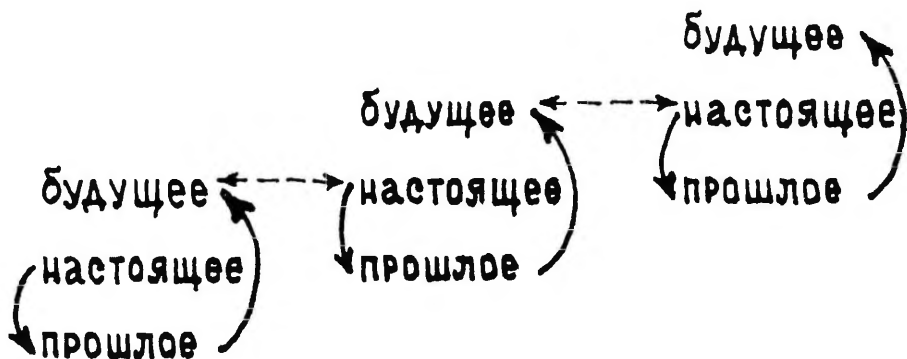 будущее
будущее настоящее
будущее настоящее прошлое
настоящее прошлое
прошлое